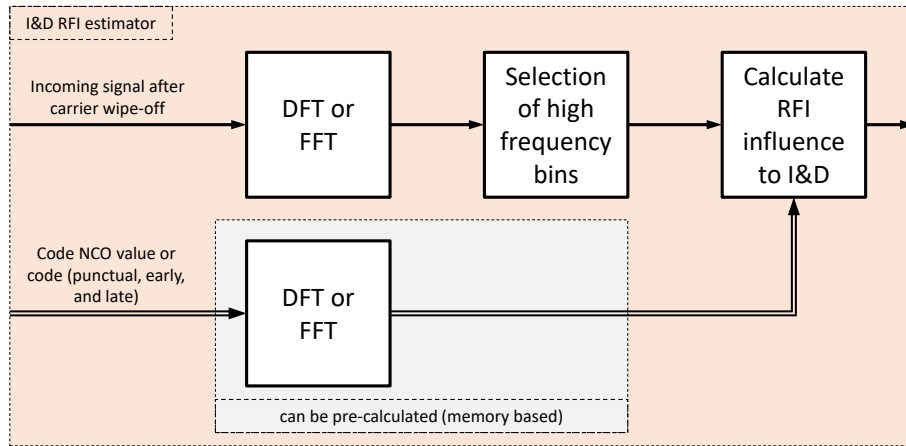 I&D RFI estimator
Incoming signal after
carrier wipe-off
DFT or
FFT
Selection
of high
frequency
bins
Calculate
RFI
influence
to I&D
Code NCO value or
code (punctual, early,
and late)
DFT or
FFT
can be pre-calculated (memory based)